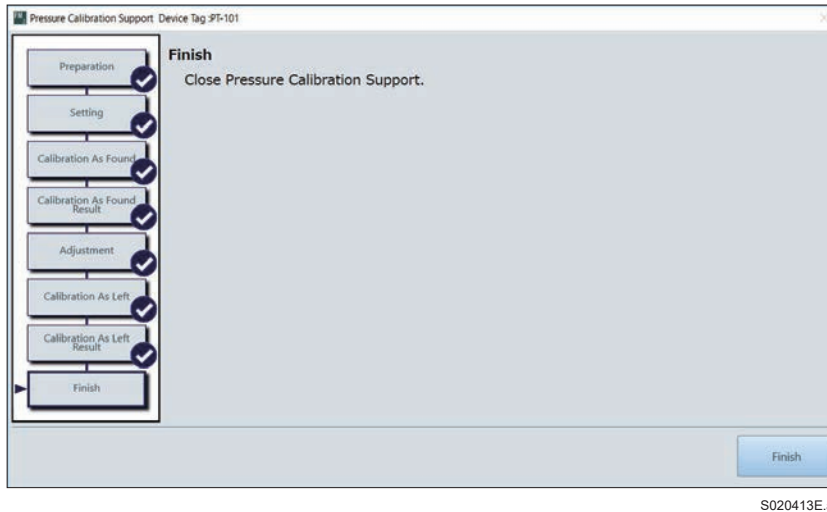 Pressure Calibration Support Device Tag :PT-101
Preparation
Setting
Calibration As Found
Calibration As Found
Result
Adjustment
Calibration As Left
Calibration As Left
Result
Finish
Finish
Close Pressure Calibration Support.
Finish
S020413E.